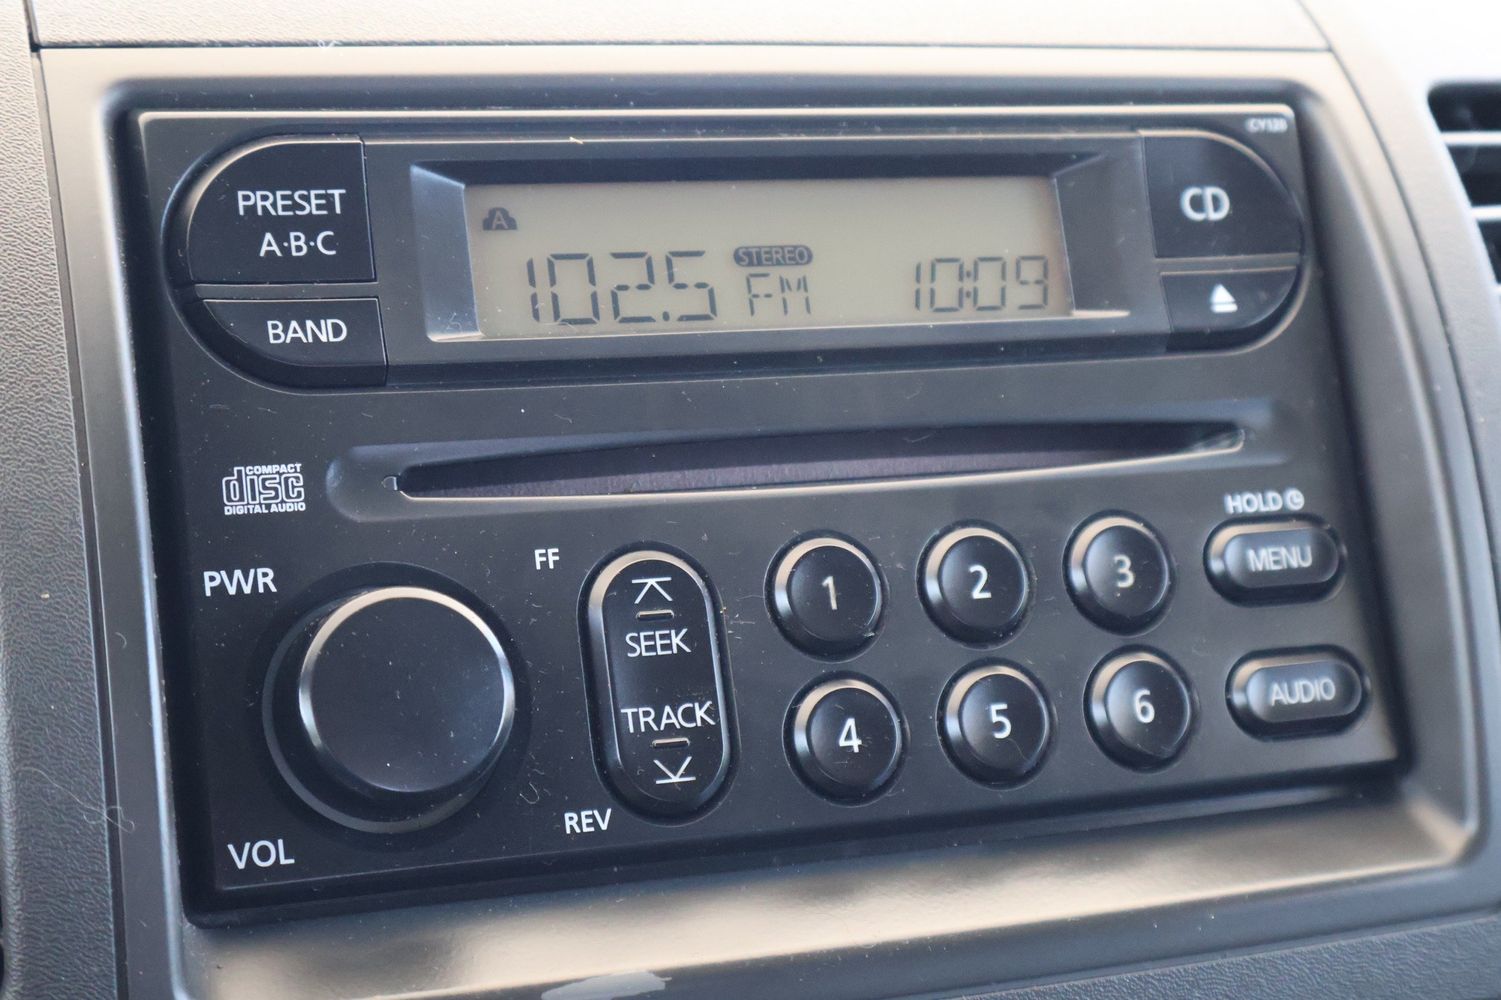 CY120
PRESET
A·B·C
BAND
A
102.5
STEREO
FM
10:09
CD
COMPACT
disc
DIGITAL AUDIO
PWR
VOL
FF
SEEK
TRACK
REV
1
2
3
4
5
6
HOLD
MENU
AUDIO